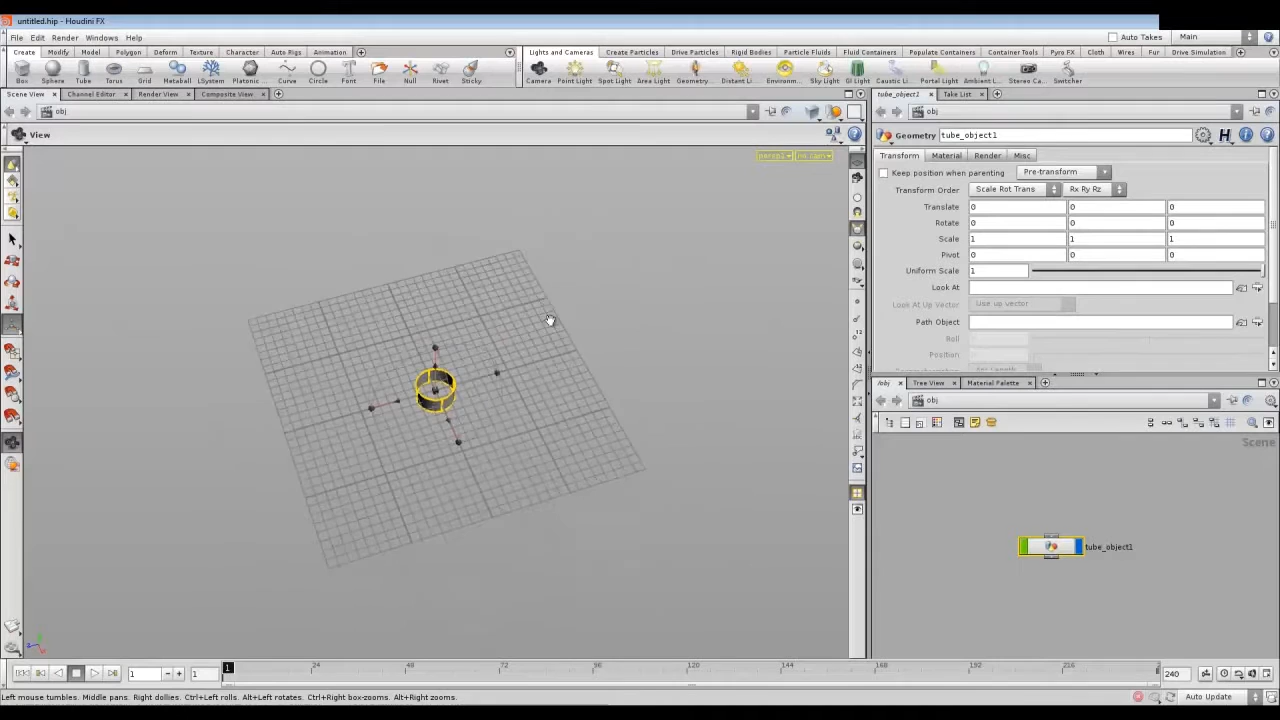 untitled.hip - Houdini FX
File Edit Render Windows Help
Auto Takes Main
Create Modify Model Polygon Deform Texture Character Auto Rigs Animation
Lights and Cameras Create Particles Drive Particles Rigid Bodies Particle Fluids Fluid Containers Populate Containers Container Tools Pyro FX Cloth Wires Fur Drive Simulation
Box Sphere Tube Torus Grid Metaball LSystem Platonic ... Curve Circle Font File Null Rivet Sticky
Camera Point Light Spot Light Area Light Geometry... Distant Li... Environm... Sky Light GI Light Caustic Li... Portal Light Ambient L... Stereo Ca... Switcher
Scene View Channel Editor Render View Composite View
tube_object1 Take List
obj
obj
View
Geometry tube_object1
persp1 no cam
Transform Material Render Misc
Keep position when parenting Pre-transform
Transform Order Scale Rot Trans Rx Ry Rz
Translate 0 0 0
Rotate 0 0 0
Scale 1 1 1
Pivot 0 0 0
Uniform Scale 1
Look At
Look At Up Vector Use up vector
Path Object
Roll
Position
/obj Tree View Material Palette
obj
Scene
tube_object1
1 24 48 72 96 120 144 168 192 216 2
1 1 240
Left mouse tumbles. Middle pans. Right dollies. Ctrl+Left rolls. Alt+Left rotates. Ctrl+Right box-zooms. Alt+Right zooms.
Auto Update